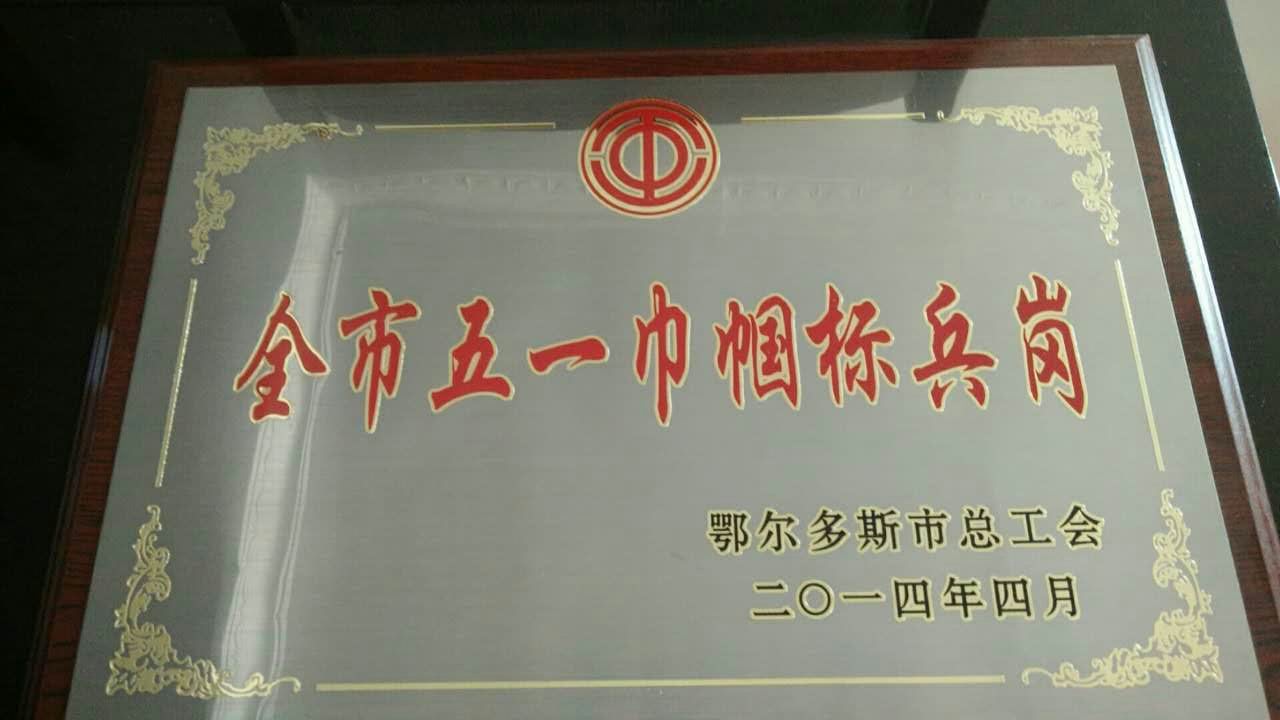 全市五一巾帼标兵岗
鄂尔多斯市总工会
二〇一四年四月